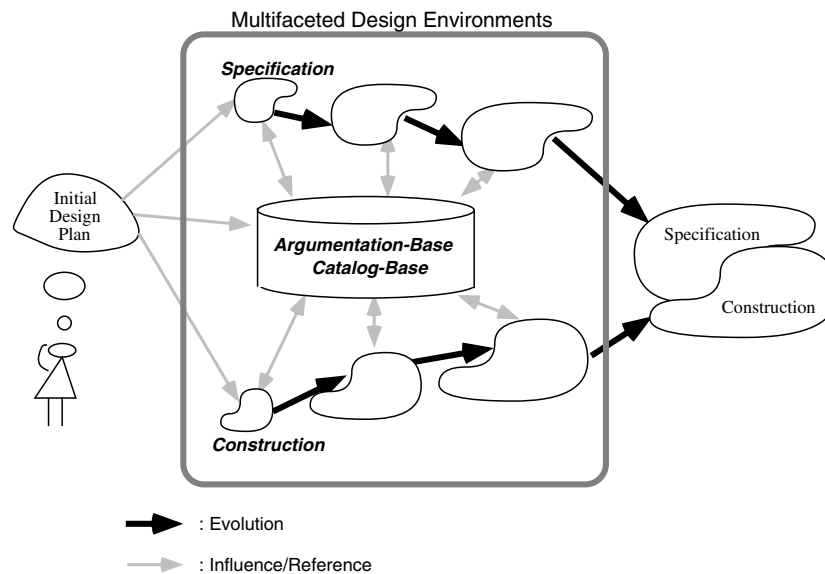 Multifaceted Design Environments
Specification
Initial
Design
Plan
Argumentation-Base
Catalog-Base
Specification
Construction
Construction
: Evolution
: Influence/Reference